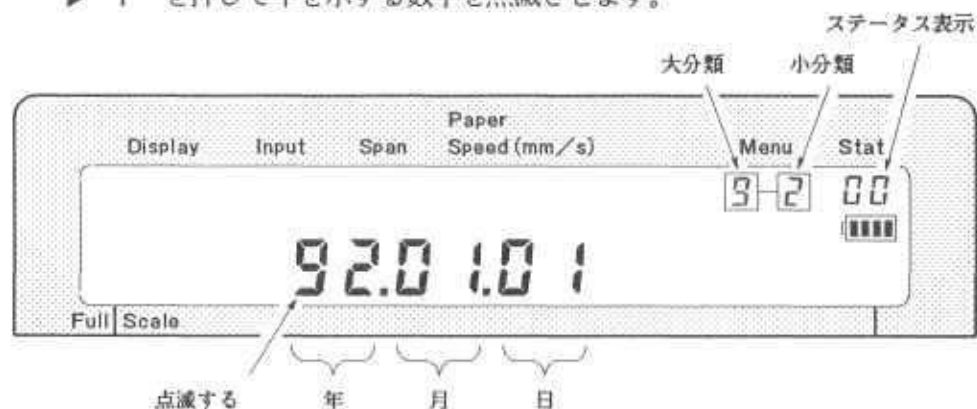 ステータス表示
大分類 小分類
Paper
Display Input Span Speed (mm/s) Menu Stat
9-2 00
92.01.01
Full Scale
点滅する 年 月 日